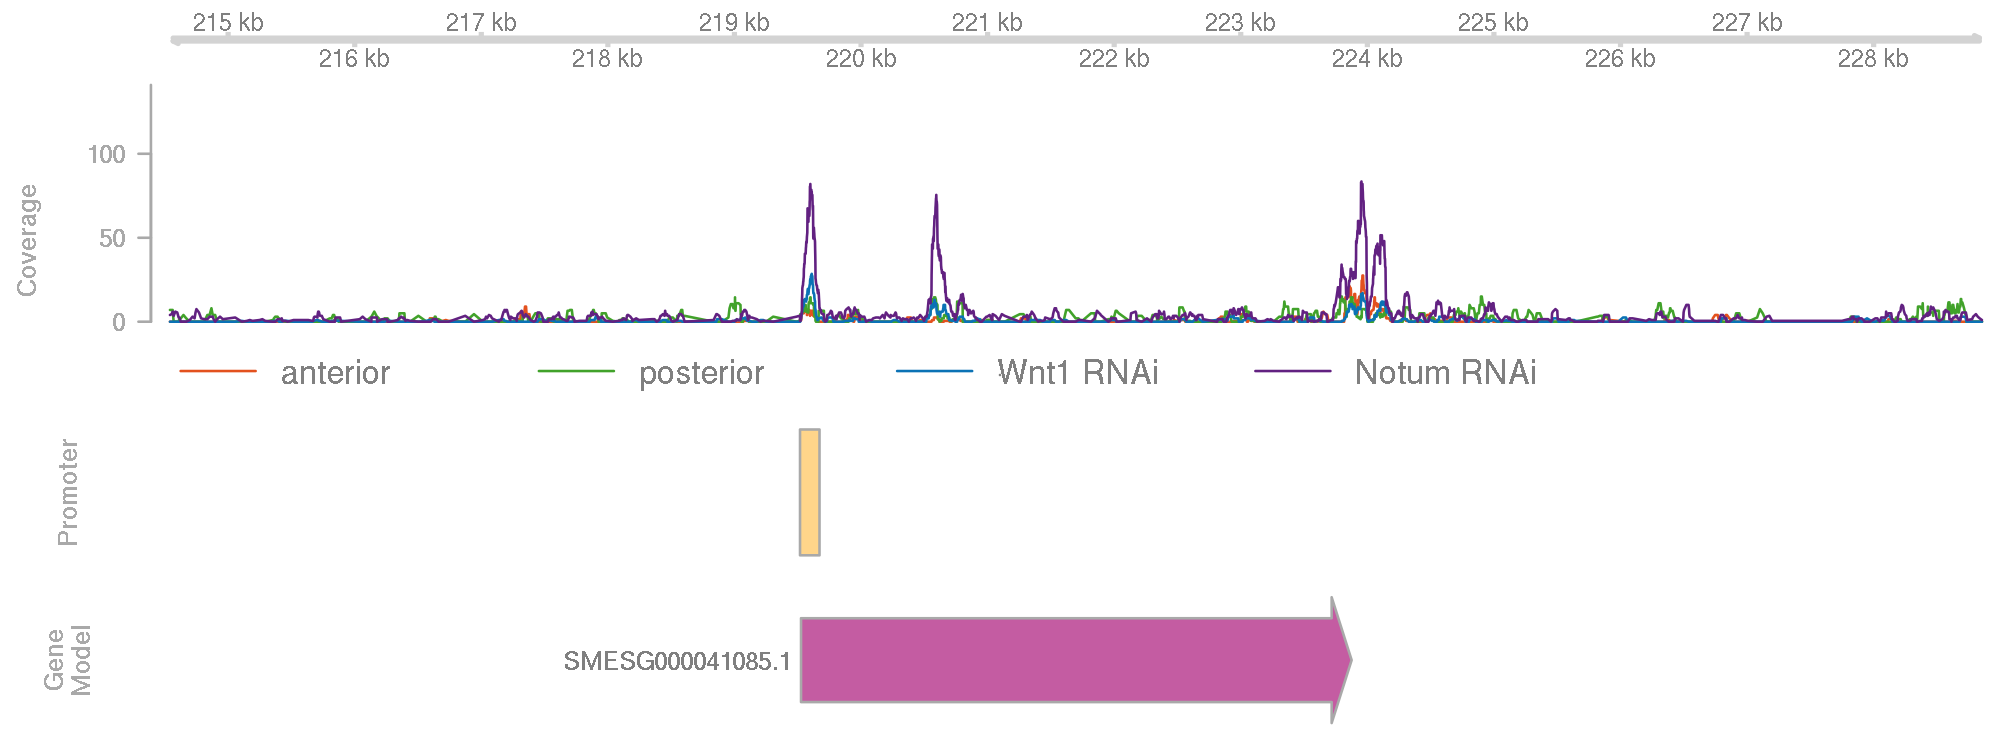 215 kb 217 kb 219 kb 221 kb 223 kb 225 kb 227 kb
216 kb 218 kb 220 kb 222 kb 224 kb 226 kb 228 kb
Coverage
100
50
0
anterior posterior Wnt1 RNAi Notum RNAi
Promoter
Gene
Model
SMESG000041085.1